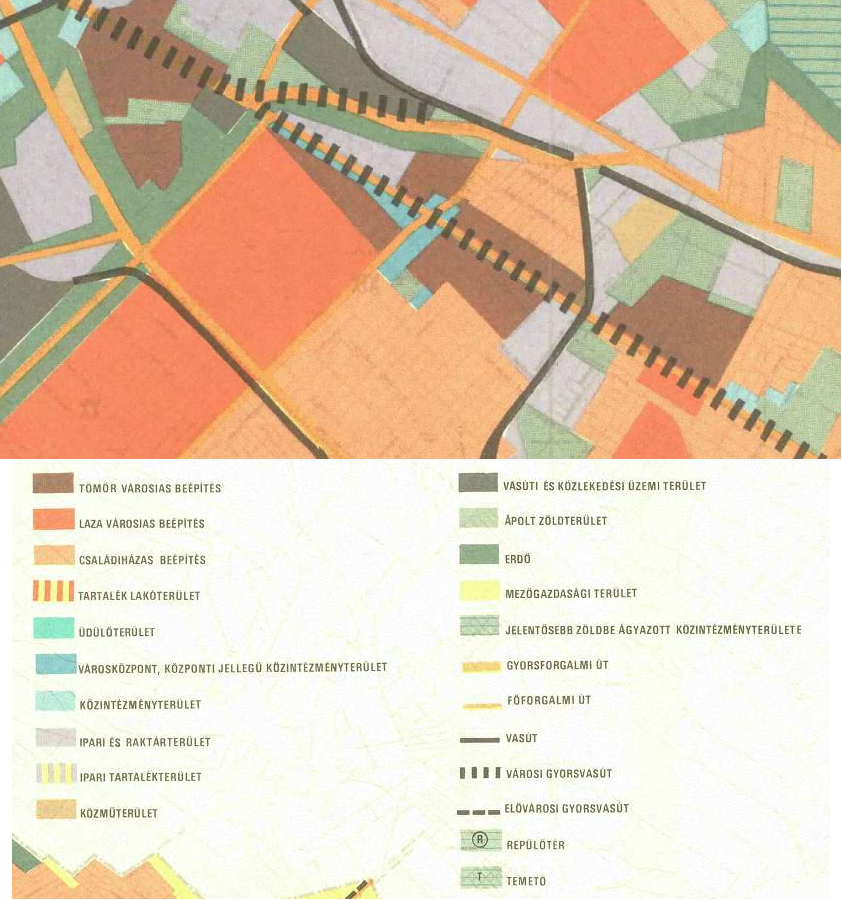 TÖMÖR VÁROSIAS BEÉPÍTÉS
LAZA VÁROSIAS BEÉPÍTÉS
CSALÁDIHÁZAS BEÉPÍTÉS
TARTALÉK LAKÓTERÜLET
ÜDÜLŐTERÜLET
VÁROSKÖZPONT, KÖZPONTI JELLEGŰ KÖZINTÉZMÉNYTERÜLET
KÖZINTÉZMÉNYTERÜLET
IPARI ÉS RAKTÁRTERÜLET
IPARI TARTALÉKTERÜLET
KÖZMŰTERÜLET
VASÚTI ÉS KÖZLEKEDÉSI ÜZEMI TERÜLET
ÁPOLT ZÖLDTERÜLET
ERDŐ
MEZŐGAZDASÁGI TERÜLET
JELENTŐSEBB ZÖLDBE ÁGYAZOTT KÖZINTÉZMÉNYTERÜLETE
GYORSFORGALMI ÚT
FŐFORGALMI ÚT
VASÚT
VÁROSI GYORSVASÚT
ELŐVÁROSI GYORSVASÚT
R REPÜLŐTÉR
T TEMETŐ